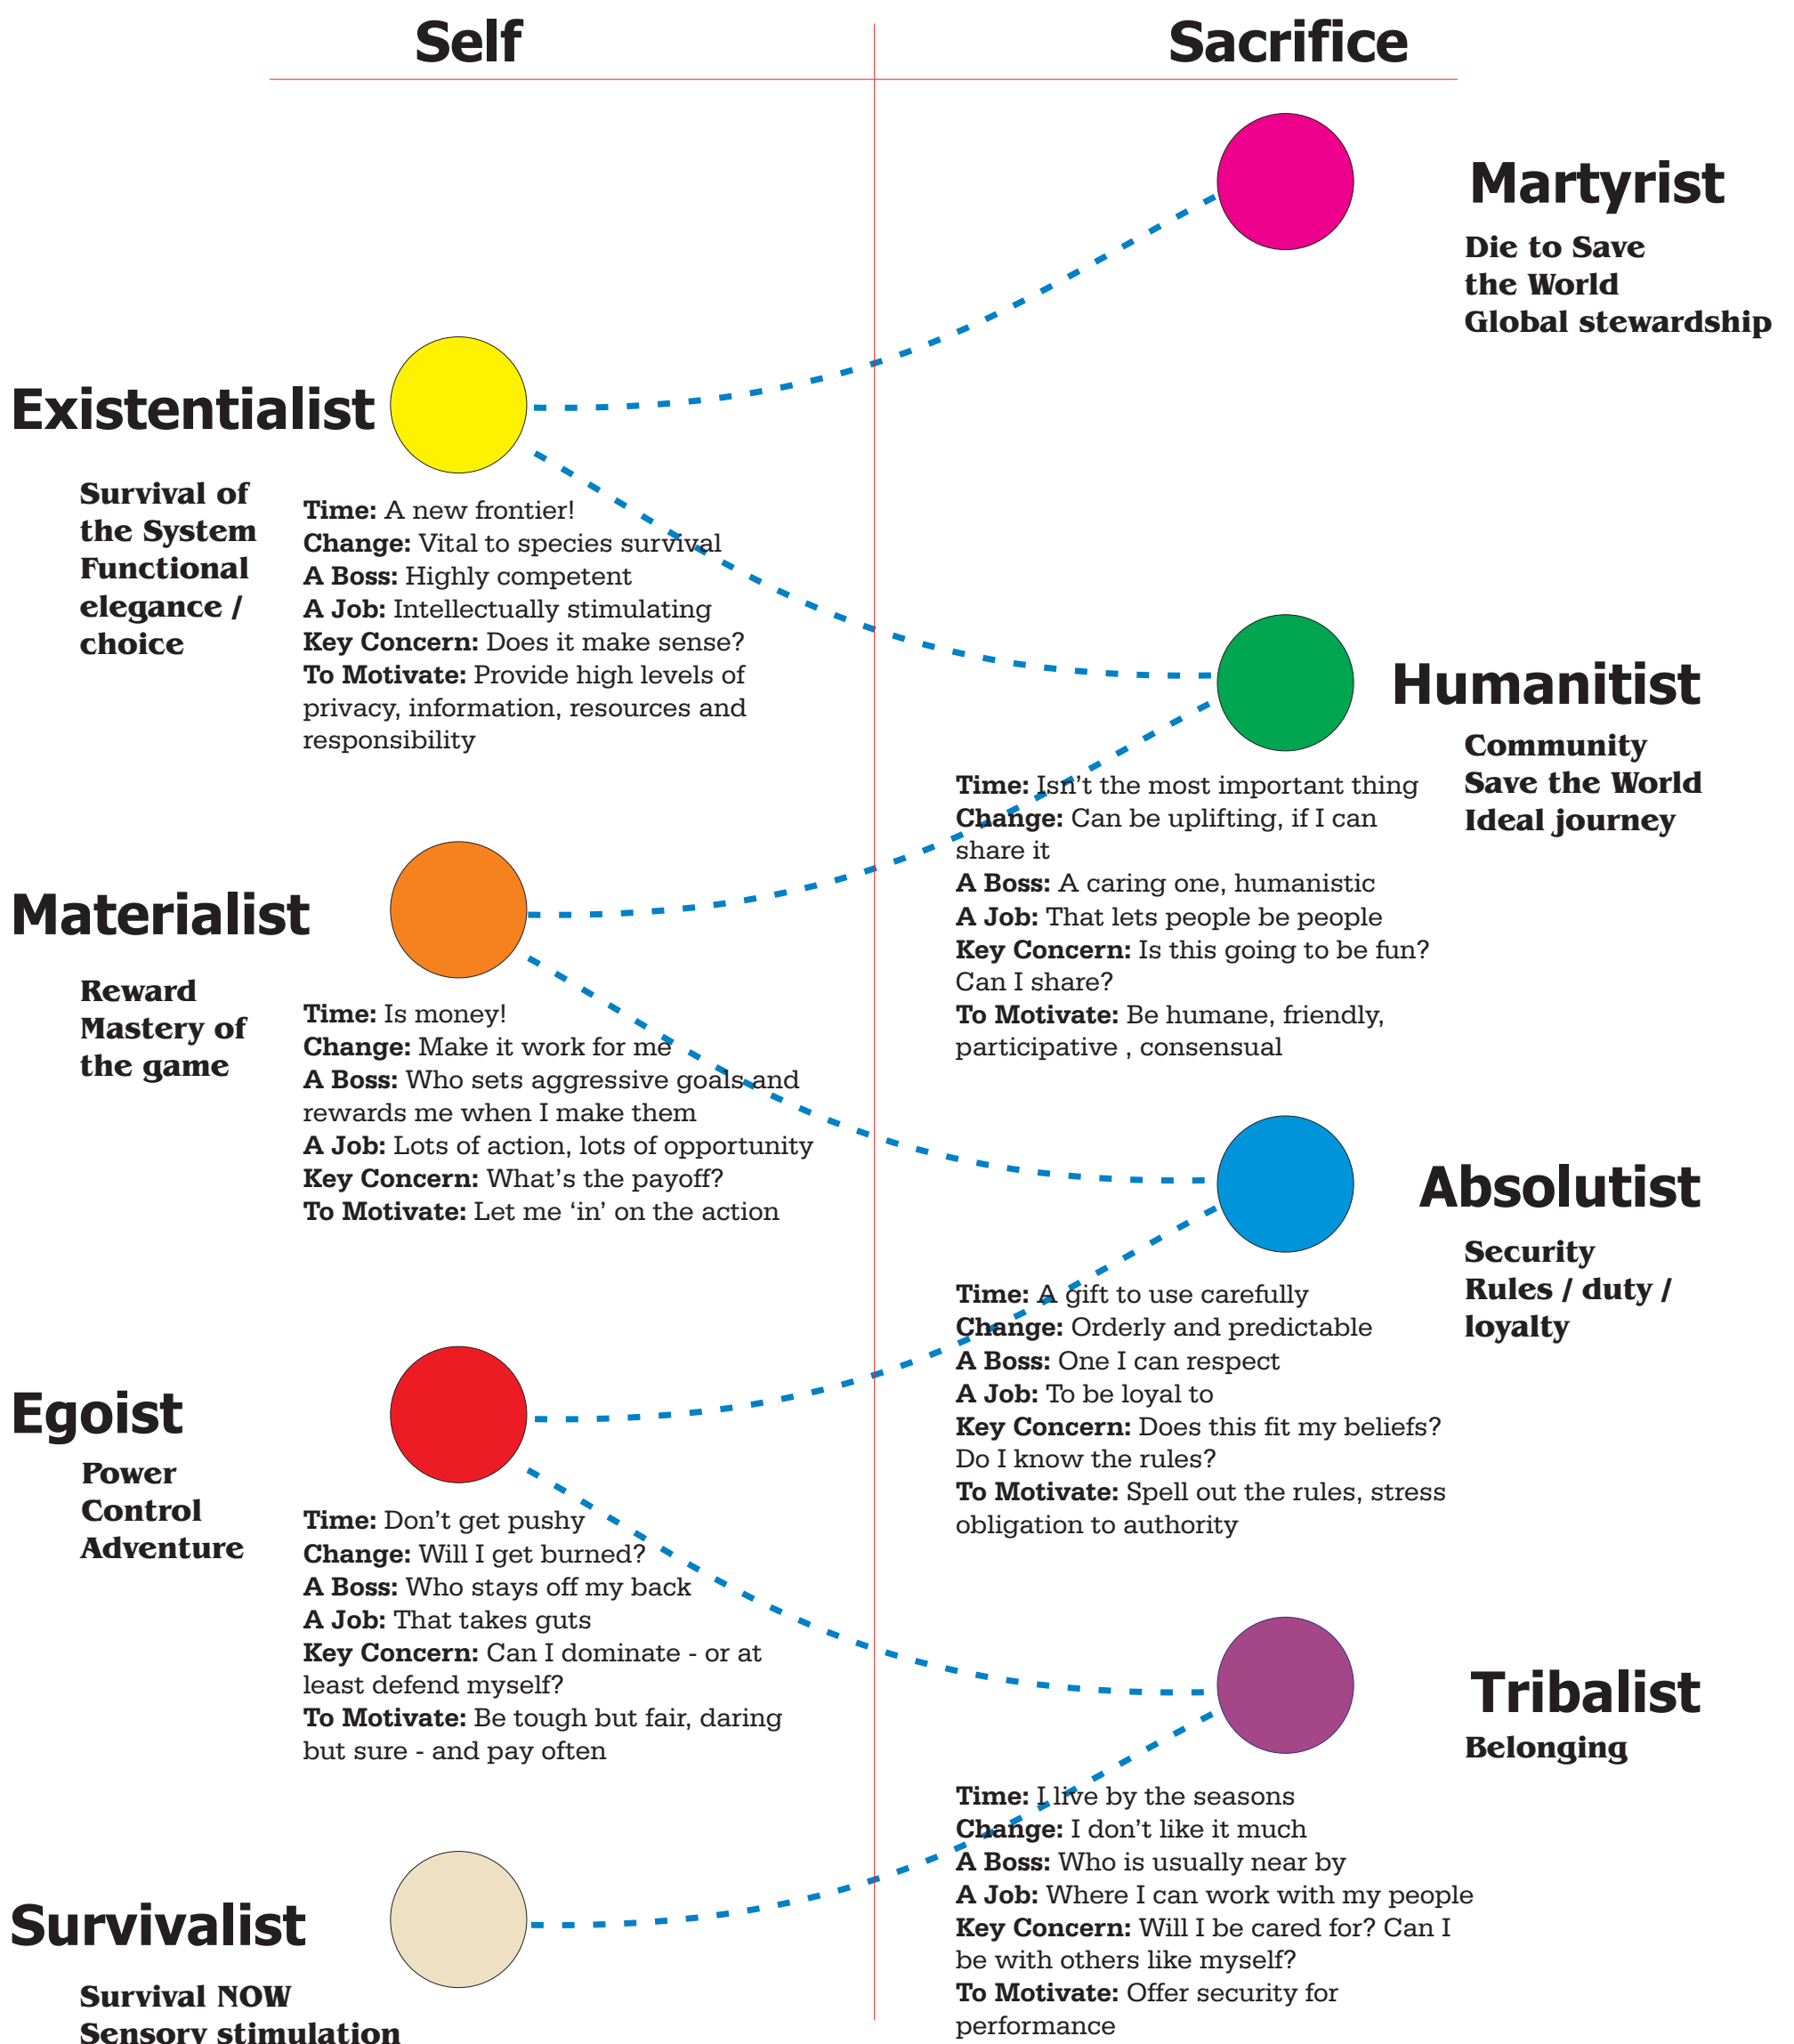 Self
Sacrifice
Martyrist
Die to Save
the World
Global stewardship
Existentialist
Survival of
the System
Functional
elegance /
choice
Time: A new frontier!
Change: Vital to species survival
A Boss: Highly competent
A Job: Intellectually stimulating
Key Concern: Does it make sense?
To Motivate: Provide high levels of
privacy, information, resources and
responsibility
Humanitist
Community
Save the World
Ideal journey
Time: Isn’t the most important thing
Change: Can be uplifting, if I can
share it
A Boss: A caring one, humanistic
A Job: That lets people be people
Key Concern: Is this going to be fun?
Can I share?
To Motivate: Be humane, friendly,
participative , consensual
Materialist
Reward
Mastery of
the game
Time: Is money!
Change: Make it work for me
A Boss: Who sets aggressive goals and
rewards me when I make them
A Job: Lots of action, lots of opportunity
Key Concern: What’s the payoff?
To Motivate: Let me ‘in’ on the action
Absolutist
Security
Rules / duty /
loyalty
Time: A gift to use carefully
Change: Orderly and predictable
A Boss: One I can respect
A Job: To be loyal to
Key Concern: Does this fit my beliefs?
Do I know the rules?
To Motivate: Spell out the rules, stress
obligation to authority
Egoist
Power
Control
Adventure
Time: Don’t get pushy
Change: Will I get burned?
A Boss: Who stays off my back
A Job: That takes guts
Key Concern: Can I dominate - or at
least defend myself?
To Motivate: Be tough but fair, daring
but sure - and pay often
Tribalist
Belonging
Time: I live by the seasons
Change: I don’t like it much
A Boss: Who is usually near by
A Job: Where I can work with my people
Key Concern: Will I be cared for? Can I
be with others like myself?
To Motivate: Offer security for
performance
Survivalist
Survival NOW
Sensory stimulation